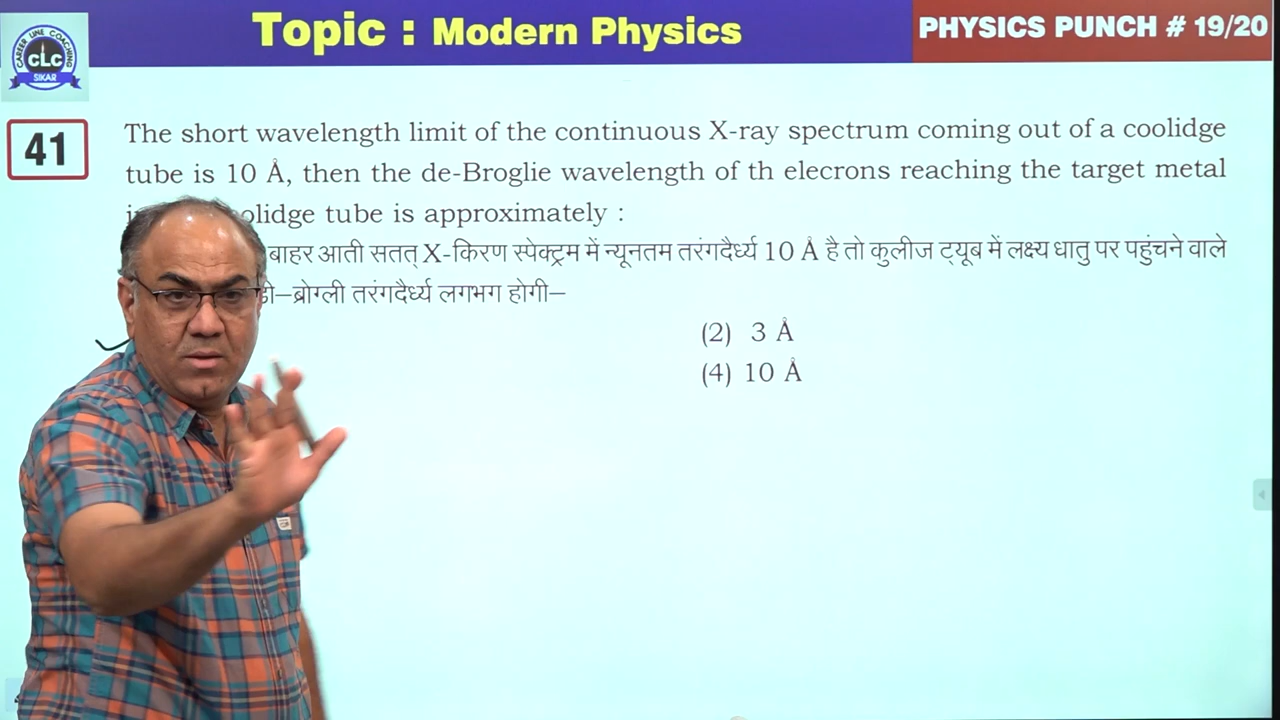 Topic : Modern Physics
PHYSICS PUNCH # 19/20
CAREER LINE COACHING
CLC
SIKAR
41
The short wavelength limit of the continuous X-ray spectrum coming out of a coolidge
tube is 10 Å, then the de-Broglie wavelength of th elecrons reaching the target metal
olidge tube is approximately :
बाहर आती सतत् X-किरण स्पेक्ट्रम में न्यूनतम तरंगदैर्ध्य 10 Å है तो कुलीज ट्यूब में लक्ष्य धातु पर पहुंचने वाले
डी–ब्रोग्ली तरंगदैर्ध्य लगभग होगी–
(2) 3 Å
(4) 10 Å